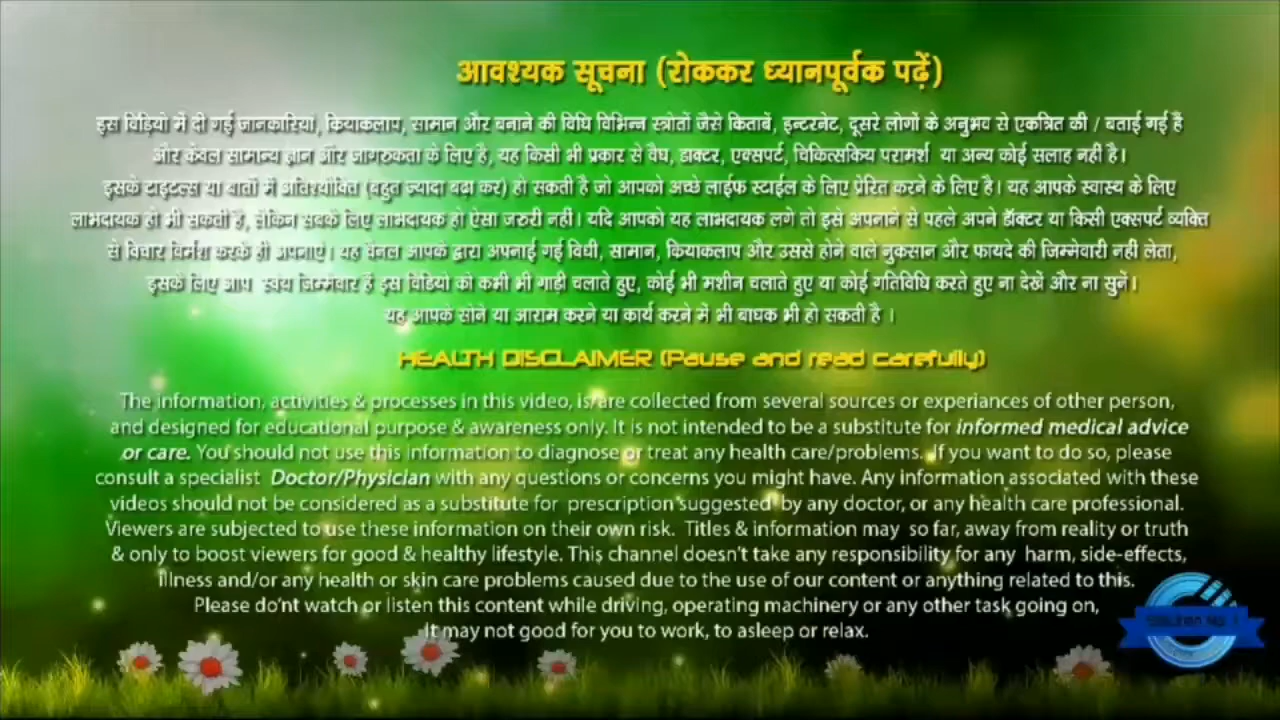 आवश्यक सूचना (रोककर ध्यानपूर्वक पढ़ें)
इस विडियो में दी गई जानकारियां, क्रियाकलाप, सामान और बनाने की विधि विभिन्न स्त्रोतों जैसे किताबें, इन्टरनेट, दूसरे लोगों के अनुभव से एकत्रित की / बताई गई है
और केवल सामान्य ज्ञान और जागरुकता के लिए है, यह किसी भी प्रकार से वैघ, डाक्टर, एक्सपर्ट, चिकित्सकिय परामर्श या अन्य कोई सलाह नहीं है।
इसके टाइटल्स या बातों में अतिश्योक्ति (बहुत ज्यादा बढा कर) हो सकती है जो आपको अच्छे लाईफ स्टाईल के लिए प्रेरित करने के लिए है। यह आपके स्वास्य के लिए
लाभदायक हो भी सकती है, लेकिन सबके लिए लाभदायक हो ऐसा जरुरी नहीं। यदि आपको यह लाभदायक लगे तो इसे अपनाने से पहले अपने डॅाक्टर या किसी एक्सपर्ट व्यक्ति
से विचार विर्मश करके ही अपनाएं। यह चैनल आपके द्वारा अपनाई गई विधी, सामान, क्रियाकलाप और उससे होने वाले नुकसान और फायदे की जिम्मेवारी नहीं लेता,
इसके लिए आप स्वंय जिम्मेवार हैं इस विडियो को कभी भी गाड़ी चलाते हुए, कोई भी मशीन चलाते हुए या कोई गतिविधि करते हुए ना देखें और ना सुनें।
यह आपके सोने या आराम करने या कार्य करने में भी बाधक भी हो सकती है ।
HEALTH DISCLAIMER (Pause and read carefully)
The information, activities & processes in this video, is/are collected from several sources or experiances of other person,
and designed for educational purpose & awareness only. It is not intended to be a substitute for informed medical advice
or care. You should not use this information to diagnose or treat any health care/problems. If you want to do so, please
consult a specialist Doctor/Physician with any questions or concerns you might have. Any information associated with these
videos should not be considered as a substitute for prescription suggested by any doctor, or any health care professional.
Viewers are subjected to use these information on their own risk. Titles & information may so far, away from reality or truth
& only to boost viewers for good & healthy lifestyle. This channel doesn't take any responsibility for any harm, side-effects,
illness and/or any health or skin care problems caused due to the use of our content or anything related to this.
Please do'nt watch or listen this content while driving, operating machinery or any other task going on,
It may not good for you to work, to asleep or relax.